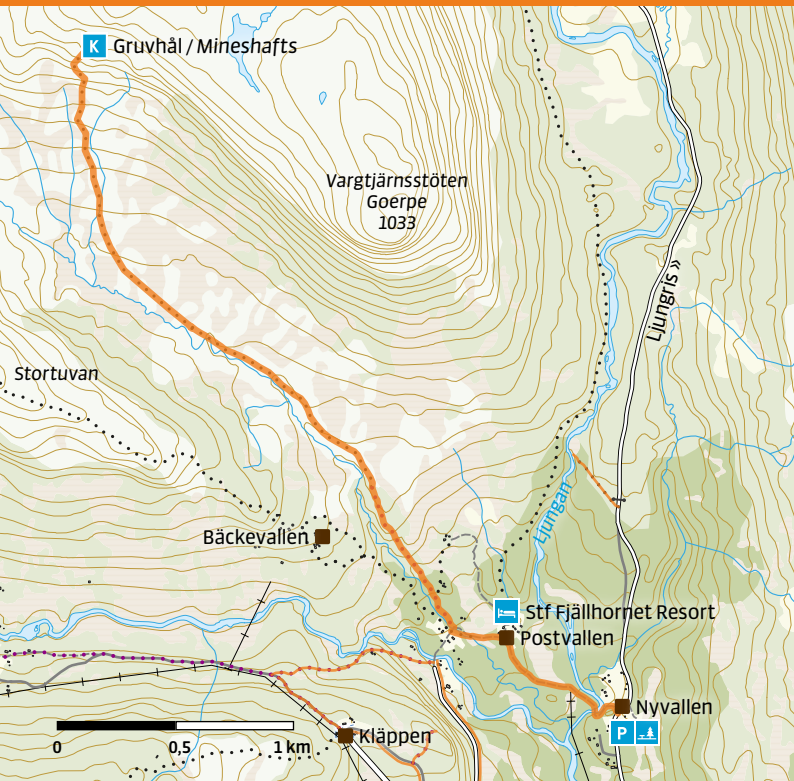 K Gruvhål / Mineshafts
Vargtjärnsstöten
Goerpe
1033
Ljungris »
Stortuvan
Ljungan
Bäckevallen
Stf Fjällhornet Resort
Postvallen
Nyvallen
P
Kläppen
0 0,5 1 km